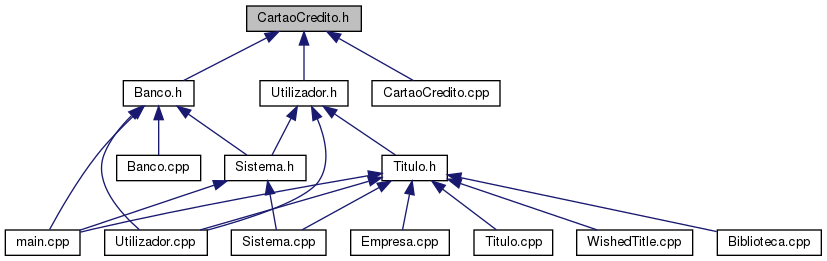 CartaoCredito.h
Banco.h
Utilizador.h
CartaoCredito.cpp
Banco.cpp
Sistema.h
Titulo.h
main.cpp
Utilizador.cpp
Sistema.cpp
Empresa.cpp
Titulo.cpp
WishedTitle.cpp
Biblioteca.cpp